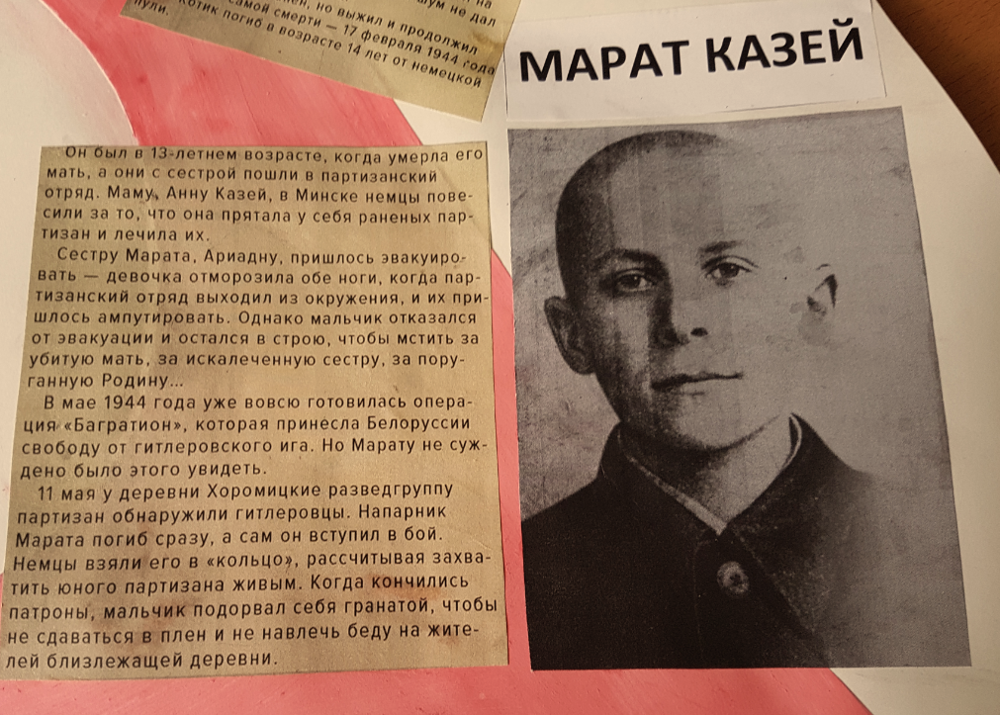 но выжил и продолжил
самой смерти — 17 февраля 1944 года
Котик погиб в возрасте 14 лет от немецкой
пули.
шум не дал
МАРАТ КАЗЕЙ
Он был в 13-летнем возрасте, когда умерла его
мать, а они с сестрой пошли в партизанский
отряд. Маму, Анну Казей, в Минске немцы пове-
сили за то, что она прятала у себя раненых пар-
тизан и лечила их.
Сестру Марата, Ариадну, пришлось эвакуиро-
вать — девочка отморозила обе ноги, когда пар-
тизанский отряд выходил из окружения, и их при-
шлось ампутировать. Однако мальчик отказался
от эвакуации и остался в строю, чтобы мстить за
убитую мать, за искалеченную сестру, за пору-
ганную Родину...
В мае 1944 года уже вовсю готовилась опера-
ция «Багратион», которая принесла Белоруссии
свободу от гитлеровского ига. Но Марату не суж-
дено было этого увидеть.
11 мая у деревни Хоромицкие разведгруппу
партизан обнаружили гитлеровцы. Напарник
Марата погиб сразу, а сам он вступил в бой.
Немцы взяли его в «кольцо», рассчитывая захва-
тить юного партизана живым. Когда кончились
патроны, мальчик подорвал себя гранатой, чтобы
не сдаваться в плен и не навлечь беду на жите-
лей близлежащей деревни.